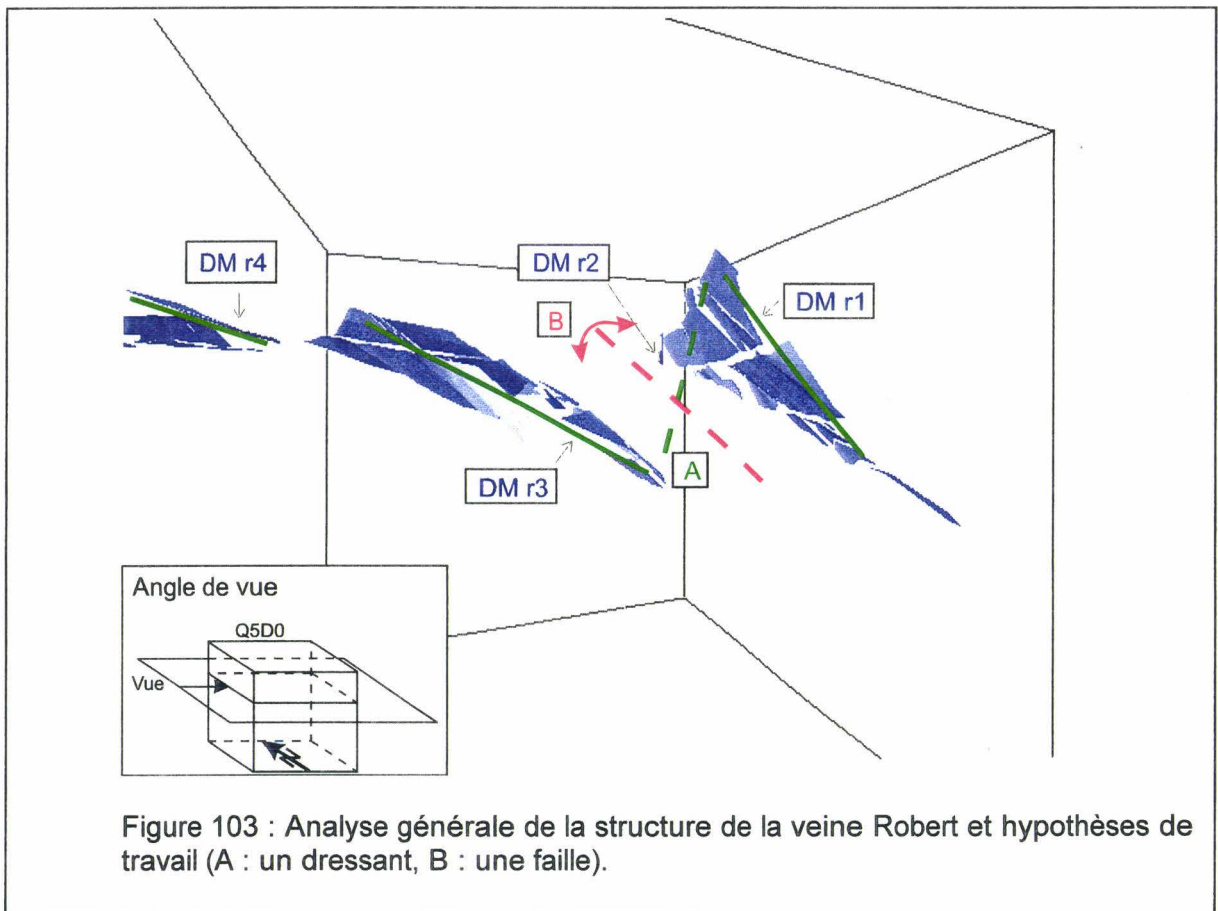 DM r4
DM r2
B
DM r1
A
DM r3
Angle de vue
Q5D0
Vue
Figure 103 : Analyse générale de la structure de la veine Robert et hypothèses de
travail (A : un dressant, B : une faille).